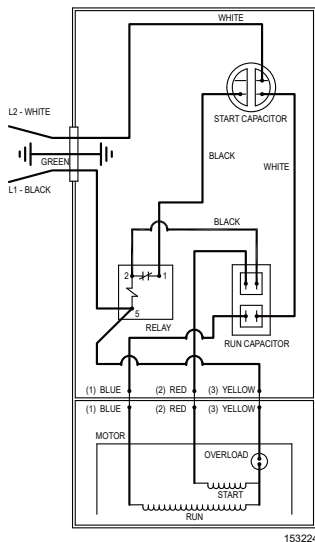 WHITE
L2 - WHITE
START CAPACITOR
GREEN
BLACK
WHITE
L1 - BLACK
BLACK
2
1
5
RELAY
RUN CAPACITOR
(1) BLUE
(2) RED
(3) YELLOW
(1) BLUE
(2) RED
(3) YELLOW
MOTOR
OVERLOAD
START
RUN
153224